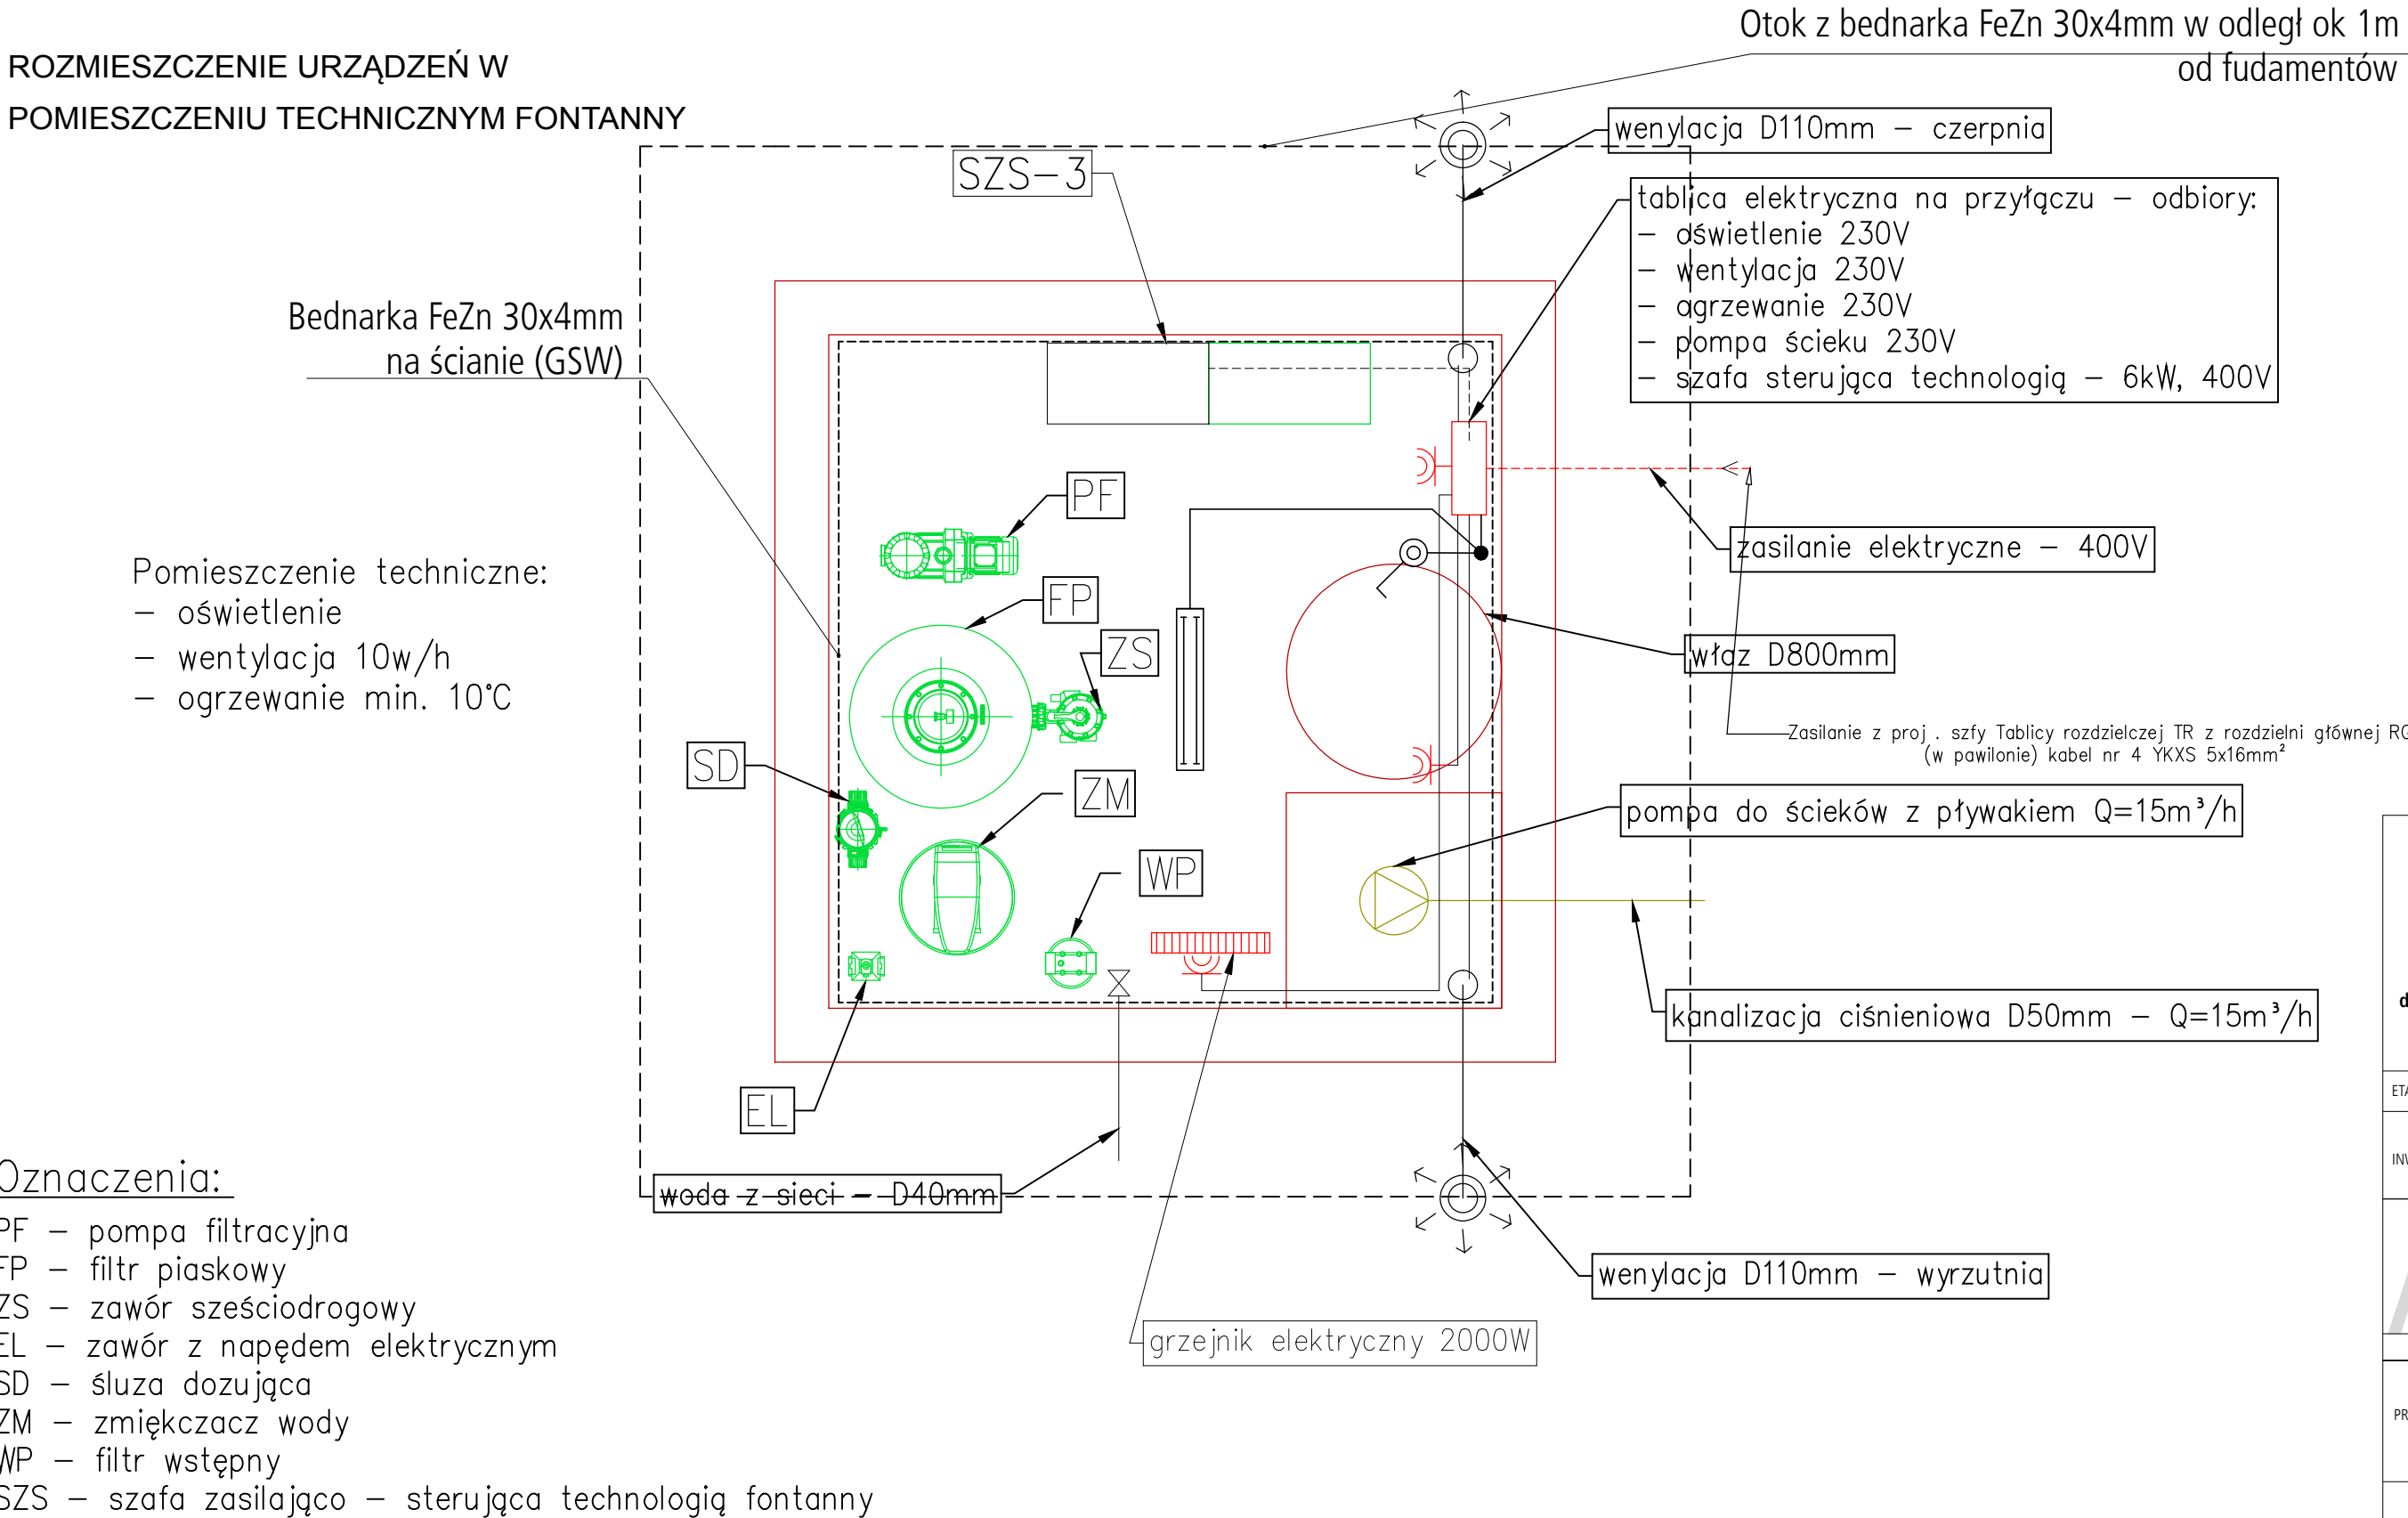 ROZMIESZCZENIE URZĄDZEŃ W
POMIESZCZENIU TECHNICZNYM FONTANNY
Otok z bednarka FeZn 30x4mm w odległ ok 1m
od fudamentów
wenylacja D110mm – czerpnia
SZS–3
tablica elektryczna na przyłączu – odbiory:
– oświetlenie 230V
– wentylacja 230V
– ogrzewanie 230V
– pompa ścieku 230V
– szafa sterująca technologią – 6kW, 400V
Bednarka FeZn 30x4mm
na ścianie (GSW)
PF
zasilanie elektryczne – 400V
Pomieszczenie techniczne:
– oświetlenie
– wentylacja 10w/h
– ogrzewanie min. 10°C
FP
ZS
właz D800mm
Zasilanie z proj . szfy Tablicy rozdzielczej TR z rozdzielni głównej RG
(w pawilonie) kabel nr 4 YKXS 5x16mm²
SD
ZM
pompa do ścieków z pływakiem Q=15m³/h
WP
kanalizacja ciśnieniowa D50mm – Q=15m³/h
EL
woda z sieci – D40mm
wenylacja D110mm – wyrzutnia
grzejnik elektryczny 2000W
Oznaczenia:
PF – pompa filtracyjna
FP – filtr piaskowy
ZS – zawór sześciodrogowy
EL – zawór z napędem elektrycznym
SD – śluza dozująca
ZM – zmiękczacz wody
WP – filtr wstępny
SZS – szafa zasilająco – sterująca technologią fontanny